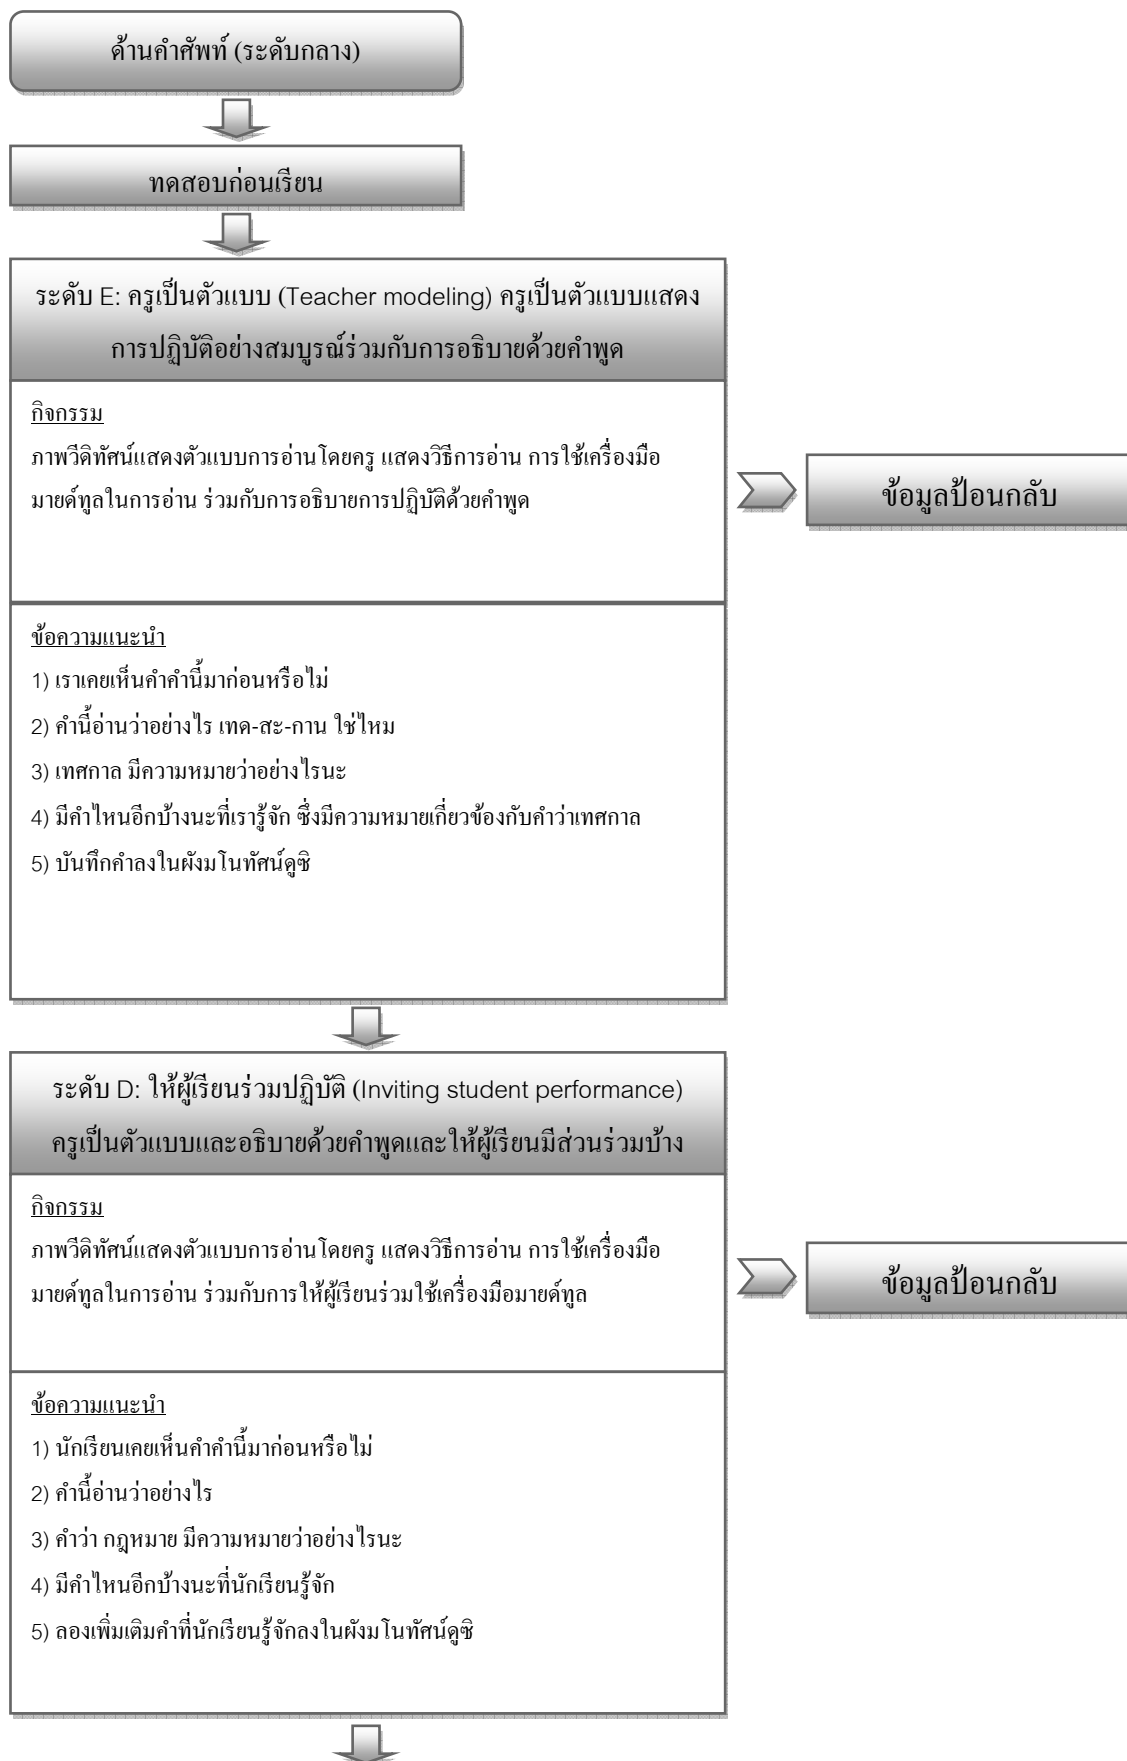 ด้านคำศัพท์ (ระดับกลาง)
ทดสอบก่อนเรียน
ระดับ E: ครูเป็นตัวแบบ (Teacher modeling) ครูเป็นตัวแบบแสดง
การปฏิบัติอย่างสมบูรณ์ร่วมกับการอธิบายด้วยคำพูด
กิจกรรม
ภาพวีดิทัศน์แสดงตัวแบบการอ่านโดยครู แสดงวิธีการอ่าน การใช้เครื่องมือ
มายด์ทูลในการอ่าน ร่วมกับการอธิบายการปฏิบัติด้วยคำพูด
ข้อมูลป้อนกลับ
ข้อความแนะนำ
1) เราเคยเห็นคำคำนี้มาก่อนหรือไม่
2) คำนี้อ่านว่าอย่างไร เทด-สะ-กาน ใช่ไหม
3) เทศกาล มีความหมายว่าอย่างไรนะ
4) มีคำไหนอีกบ้างนะที่เรารู้จัก ซึ่งมีความหมายเกี่ยวข้องกับคำว่าเทศกาล
5) บันทึกคำลงในผังมโนทัศน์ดูซิ
ระดับ D: ให้ผู้เรียนร่วมปฏิบัติ (Inviting student performance)
ครูเป็นตัวแบบและอธิบายด้วยคำพูดและให้ผู้เรียนมีส่วนร่วมบ้าง
กิจกรรม
ภาพวีดิทัศน์แสดงตัวแบบการอ่านโดยครู แสดงวิธีการอ่าน การใช้เครื่องมือ
มายด์ทูลในการอ่าน ร่วมกับการให้ผู้เรียนร่วมใช้เครื่องมือมายด์ทูล
ข้อมูลป้อนกลับ
ข้อความแนะนำ
1) นักเรียนเคยเห็นคำคำนี้มาก่อนหรือไม่
2) คำนี้อ่านว่าอย่างไร
3) คำว่า กฎหมาย มีความหมายว่าอย่างไรนะ
4) มีคำไหนอีกบ้างนะที่นักเรียนรู้จัก
5) ลองเพิ่มเติมคำที่นักเรียนรู้จักลงในผังมโนทัศน์ดูซิ